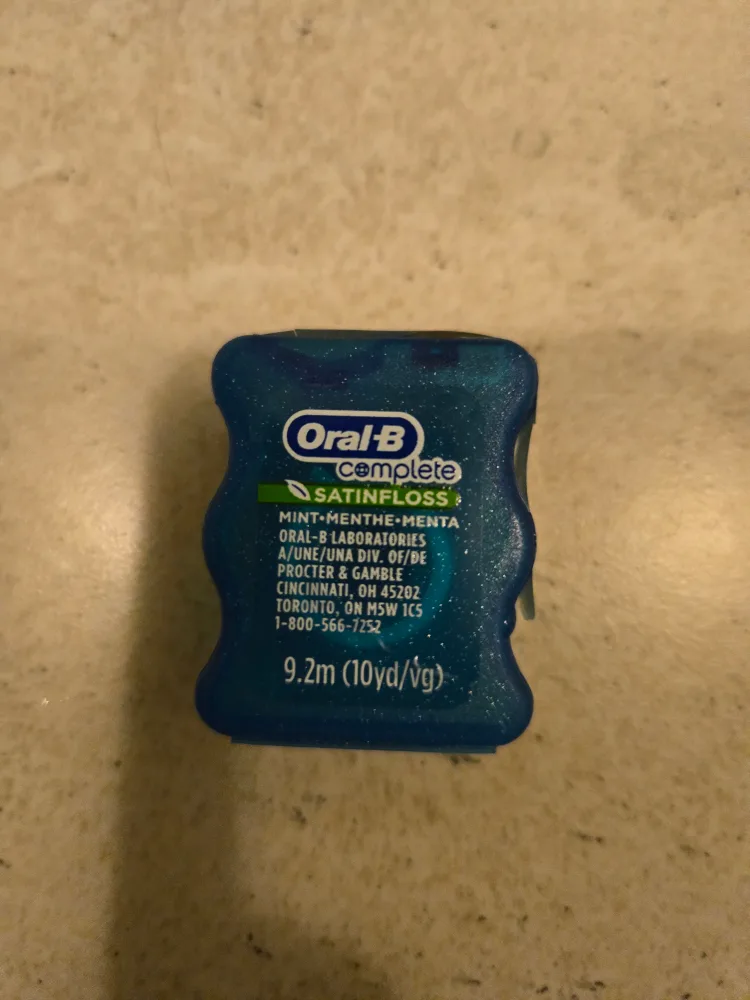 Oral-B
complete
SATINFLOSS
MINT•MENTHE•MENTA
ORAL-B LABORATORIES
A/UNE/UNA DIV. OF/DE
PROCTER & GAMBLE
CINCINNATI, OH 45202
TORONTO, ON M5W 1C5
1-800-566-7252
9.2m (10yd/vg)